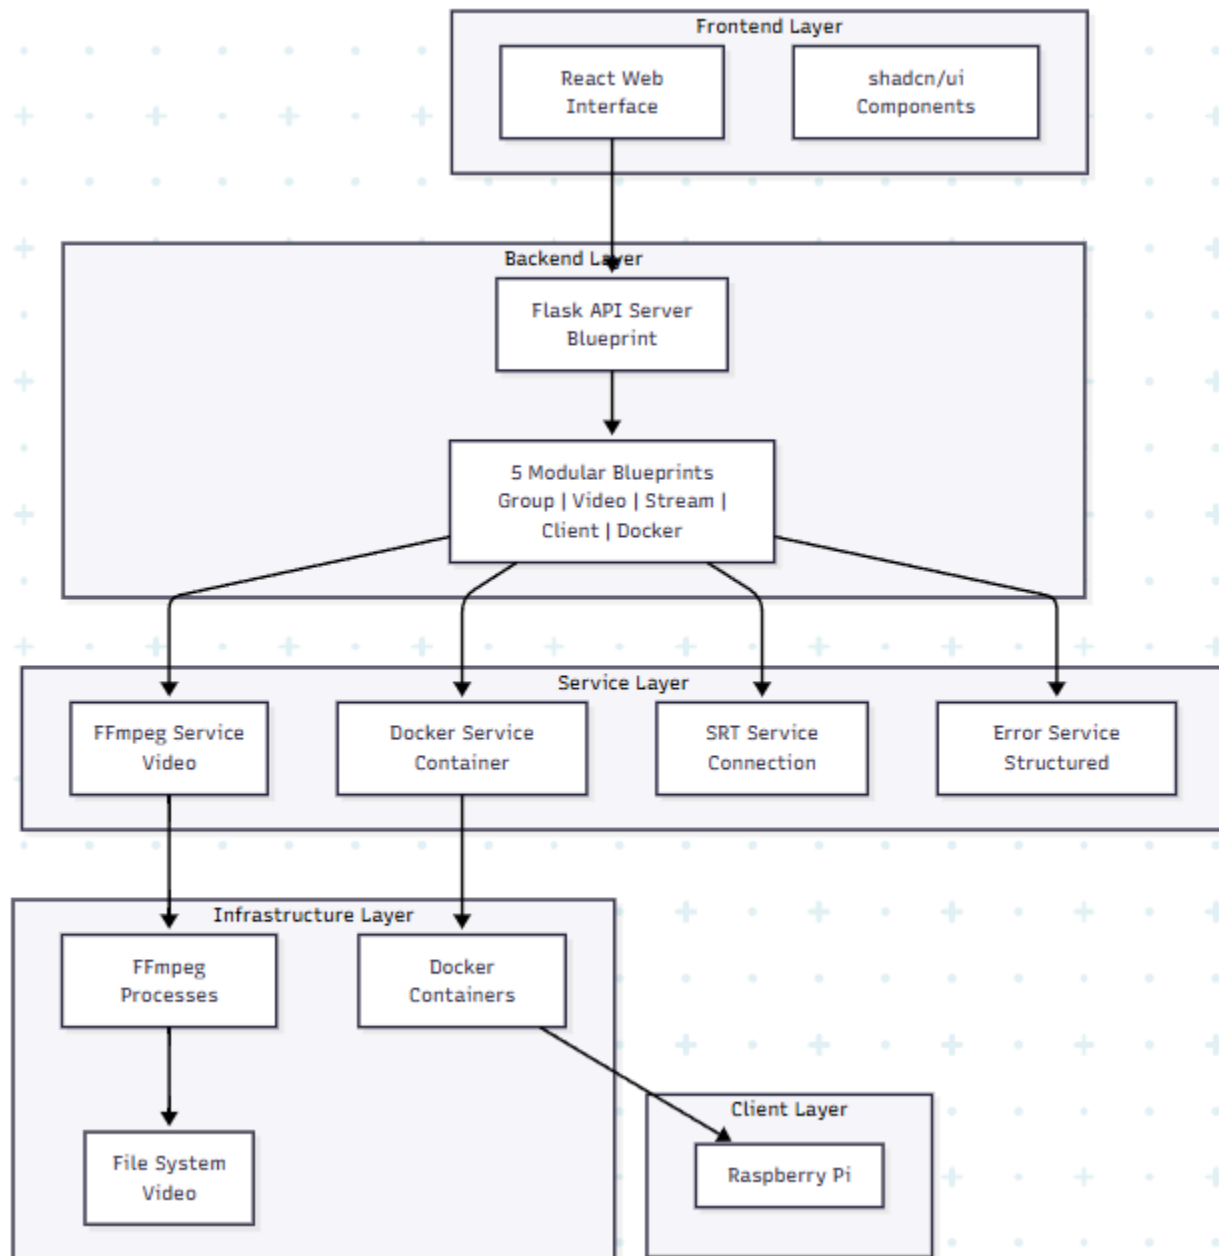 Frontend Layer
React Web
Interface
shadcn/ui
Components
Backend Layer
Flask API Server
Blueprint
5 Modular Blueprints
Group | Video | Stream |
Client | Docker
Service Layer
FFmpeg Service
Video
Docker Service
Container
SRT Service
Connection
Error Service
Structured
Infrastructure Layer
FFmpeg
Processes
Docker
Containers
File System
Video
Client Layer
Raspberry Pi